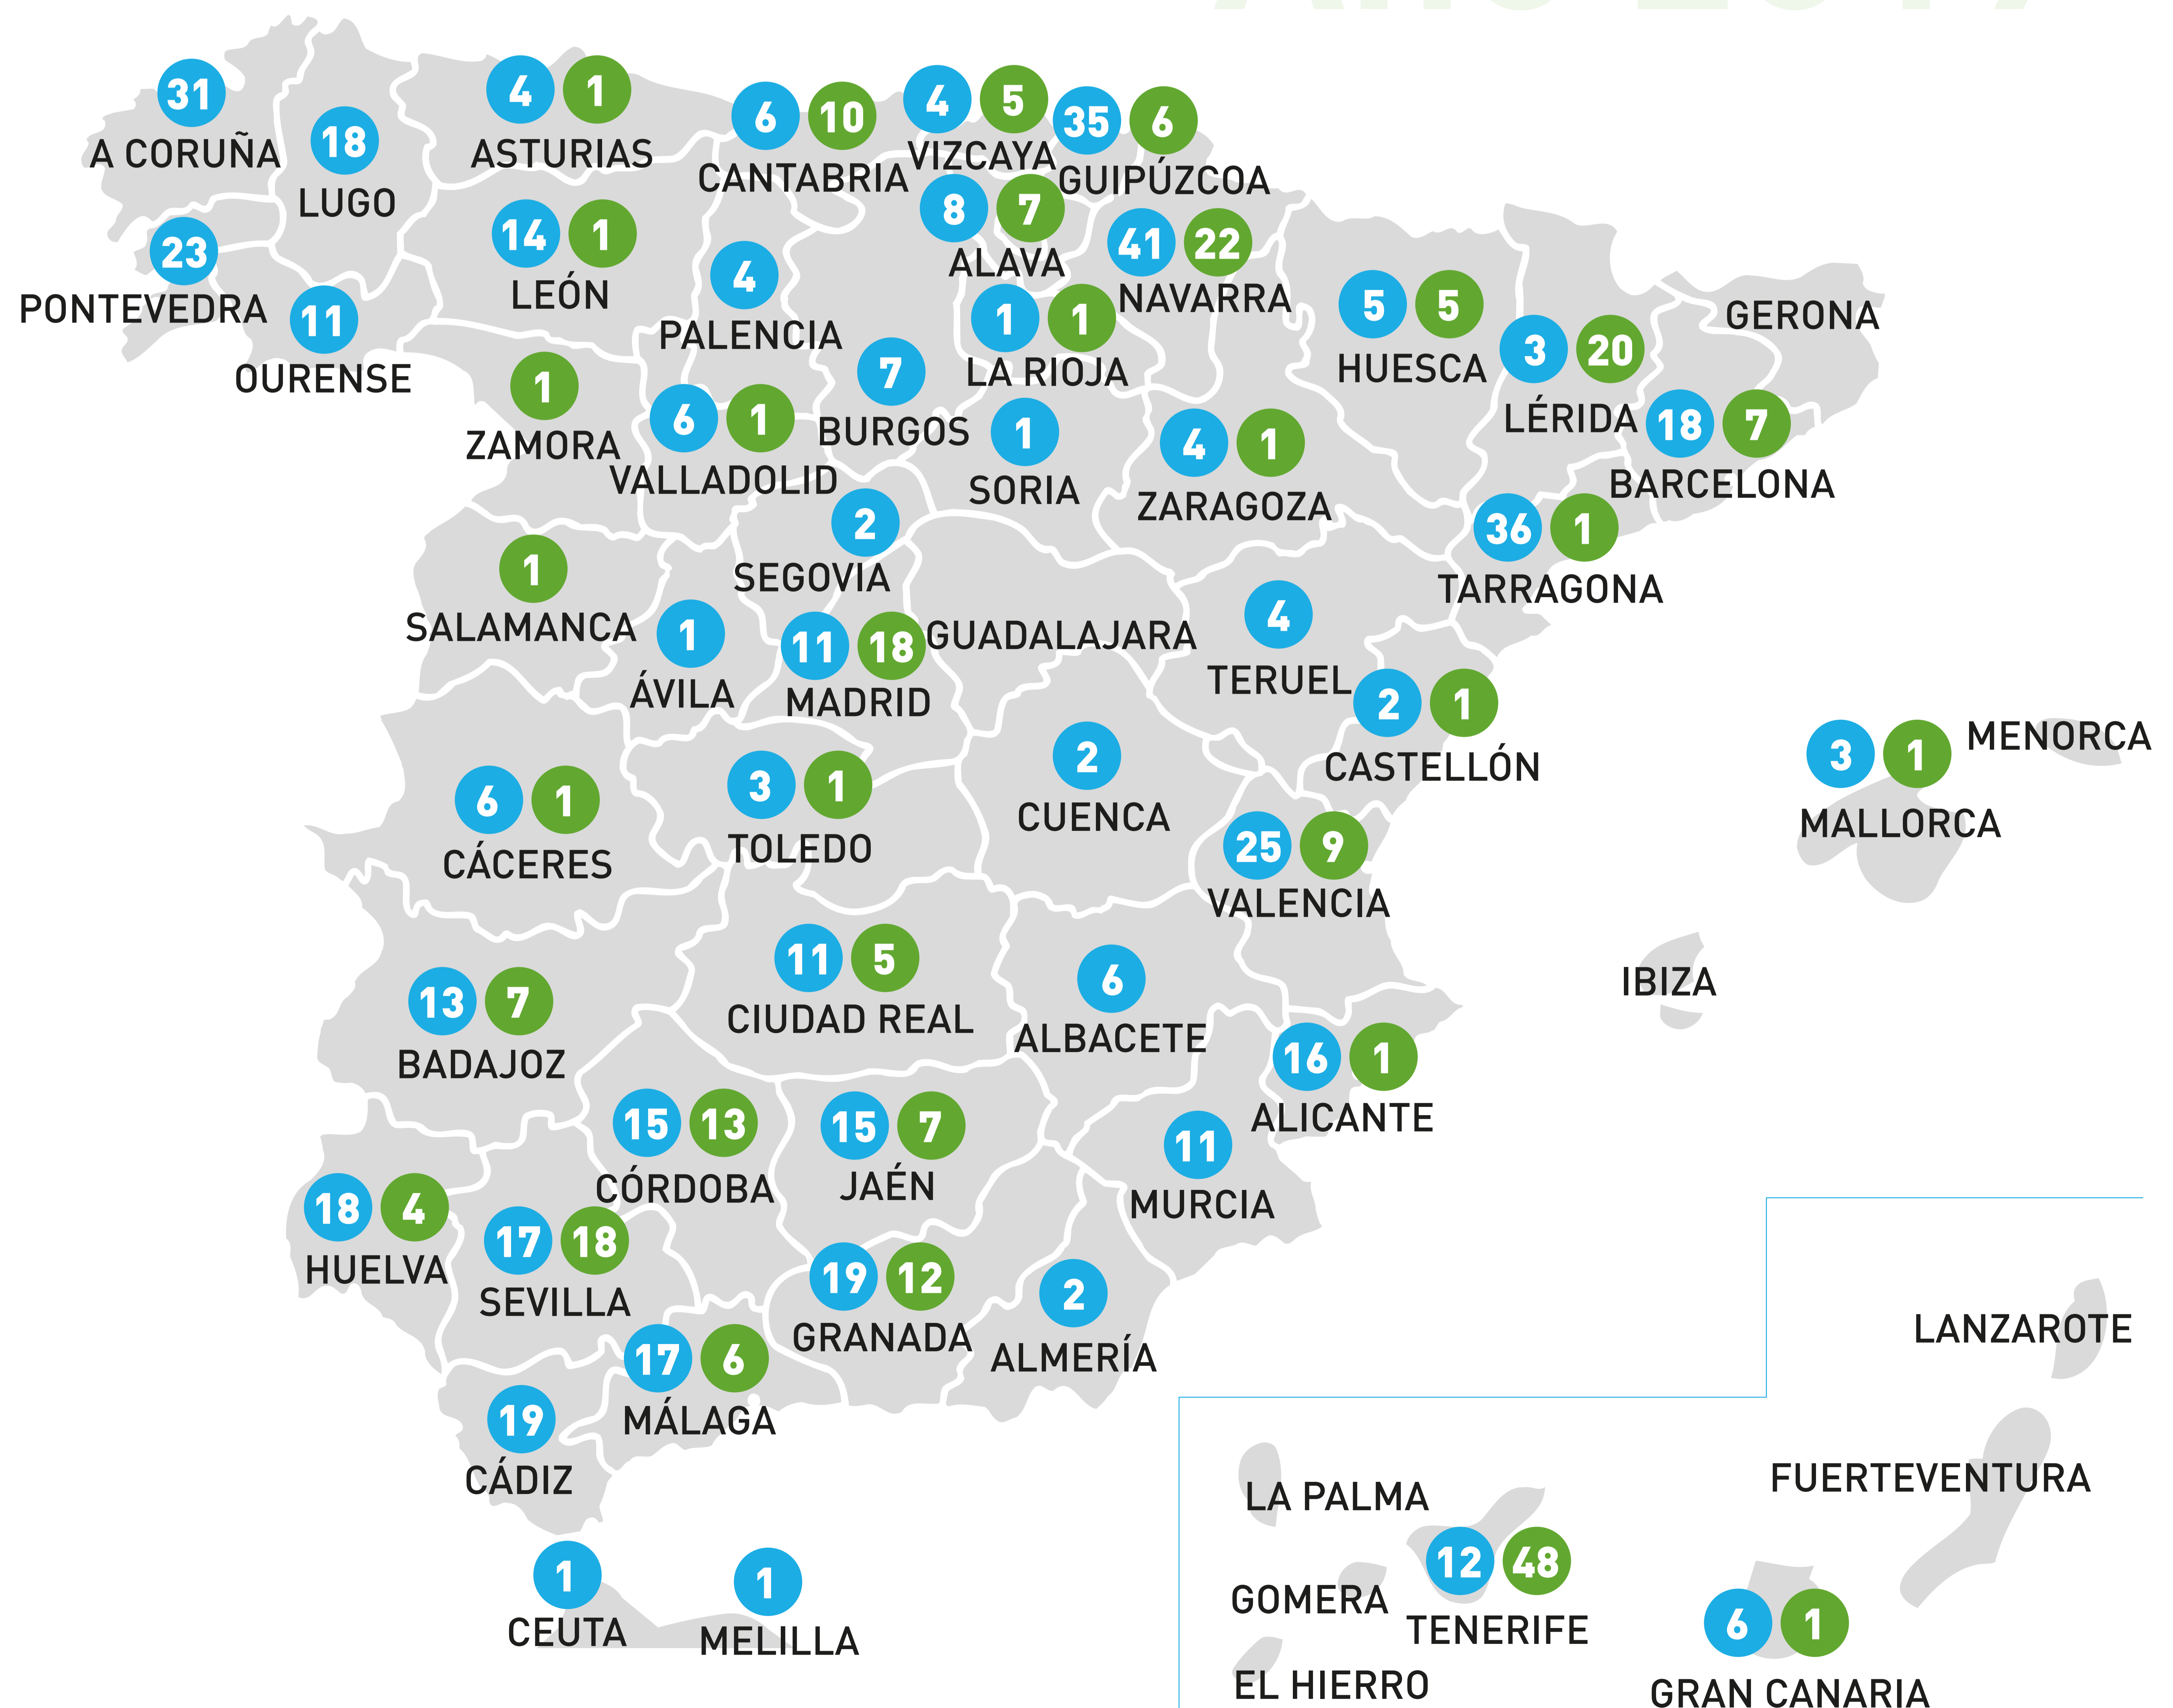 31
A CORUÑA
18
LUGO
4 1
ASTURIAS
6 10
CANTABRIA
4 5
VIZCAYA
35 6
GUIPÚZCOA
8 7
ALAVA
41 22
NAVARRA
23
PONTEVEDRA
11
OURENSE
14 1
LEÓN
4
PALENCIA
7
BURGOS
1 1
LA RIOJA
5 5
HUESCA
3 20
LÉRIDA
GERONA
18 7
BARCELONA
1
ZAMORA
6 1
VALLADOLID
1
SORIA
4 1
ZARAGOZA
36 1
TARRAGONA
2
SEGOVIA
1
SALAMANCA
1
ÁVILA
11 18
MADRID
GUADALAJARA
4
TERUEL
2 1
CASTELLÓN
3 1
MALLORCA
MENORCA
6 1
CÁCERES
3 1
TOLEDO
2
CUENCA
25 9
VALENCIA
IBIZA
13 7
BADAJOZ
11 5
CIUDAD REAL
6
ALBACETE
16 1
ALICANTE
15 13
CÓRDOBA
15 7
JAÉN
11
MURCIA
18 4
HUELVA
17 18
SEVILLA
19 12
GRANADA
2
ALMERÍA
17 6
MÁLAGA
19
CÁDIZ
1
CEUTA
1
MELILLA
LANZAROTE
FUERTEVENTURA
LA PALMA
GOMERA
12 48
TENERIFE
EL HIERRO
6 1
GRAN CANARIA